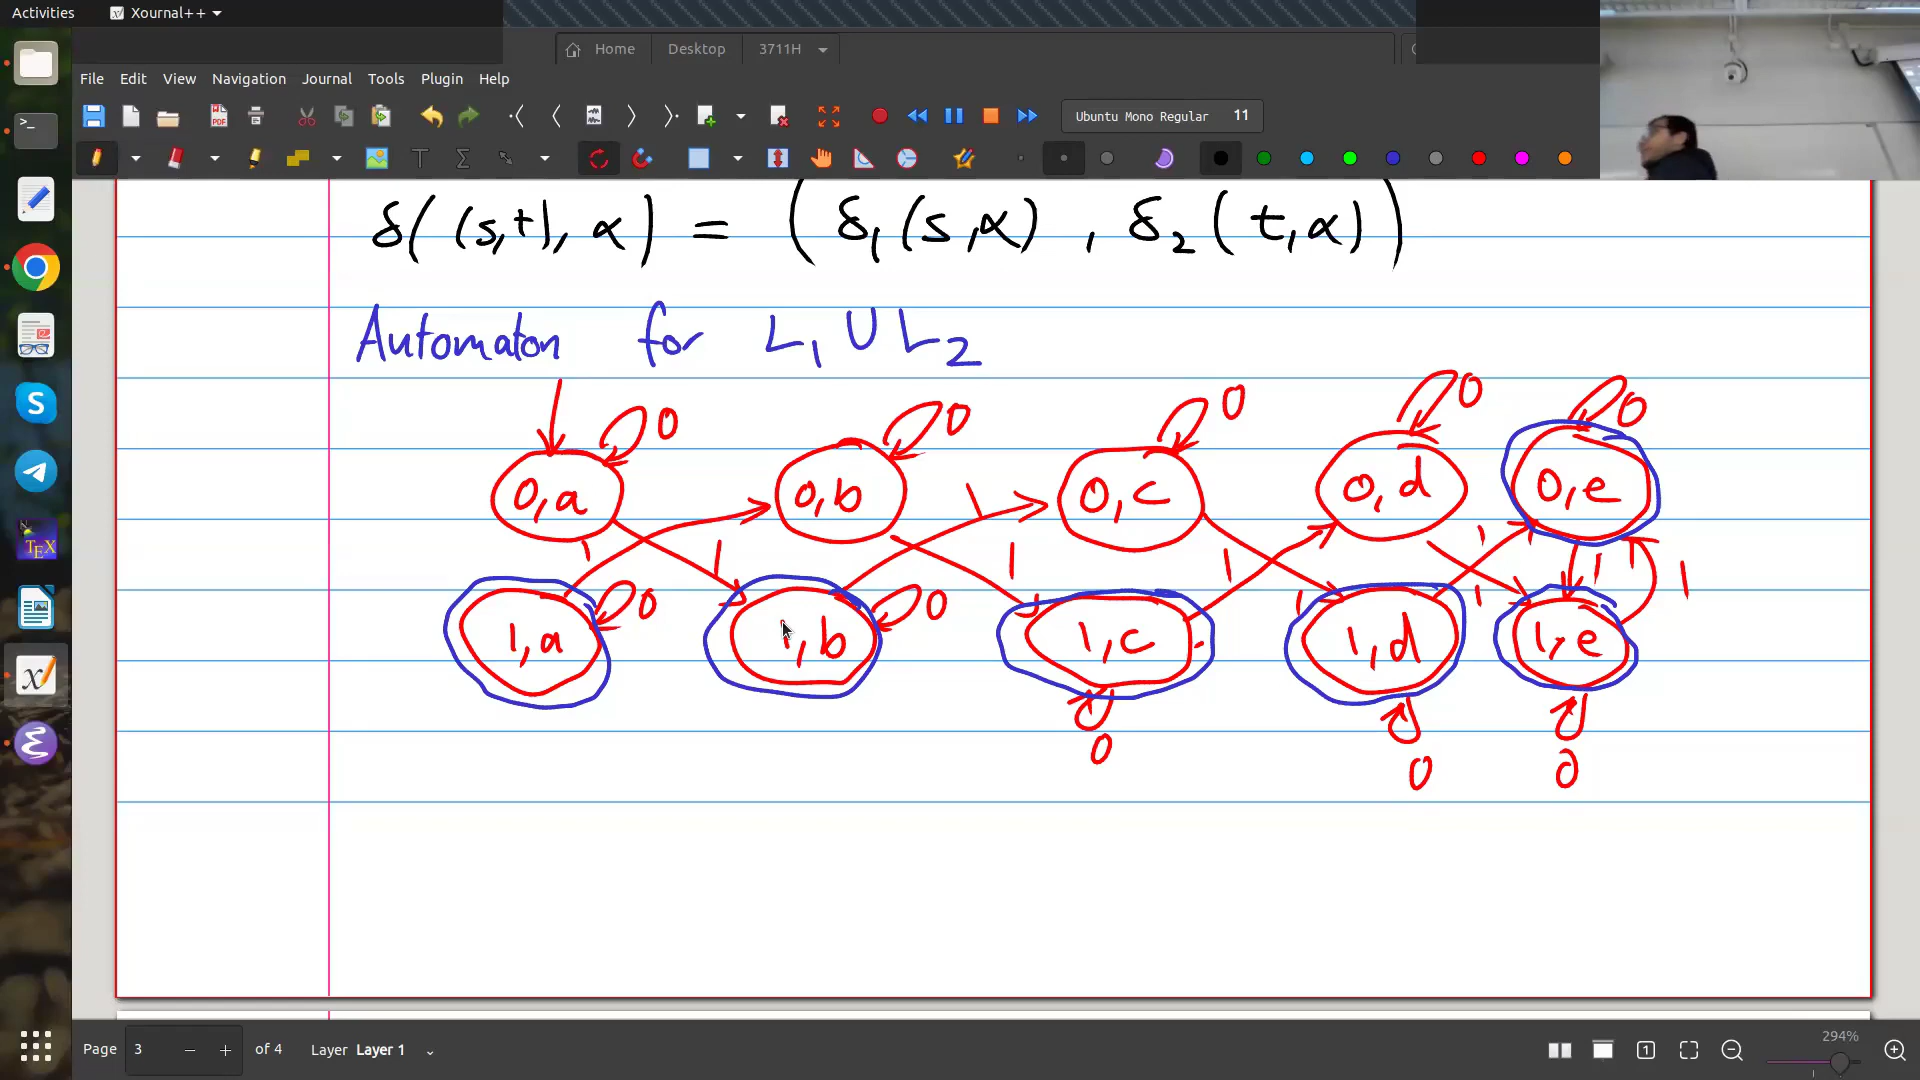 Activities Xournal++
Home Desktop 3711H
File Edit View Navigation Journal Tools Plugin Help
Ubuntu Mono Regular 11
δ((s,t), α) = (δ₁(s,α), δ₂(t,α))
Automaton for L₁ U L₂
0 0 0 0 0
0,a 0,b 0,c 0,d 0,e
1 1 1 1 1 1 1 1 1 1
1,a 0 1,b 0 1,c 1,d 1,e
0 0 0
Page 3 of 4 Layer Layer 1 294%